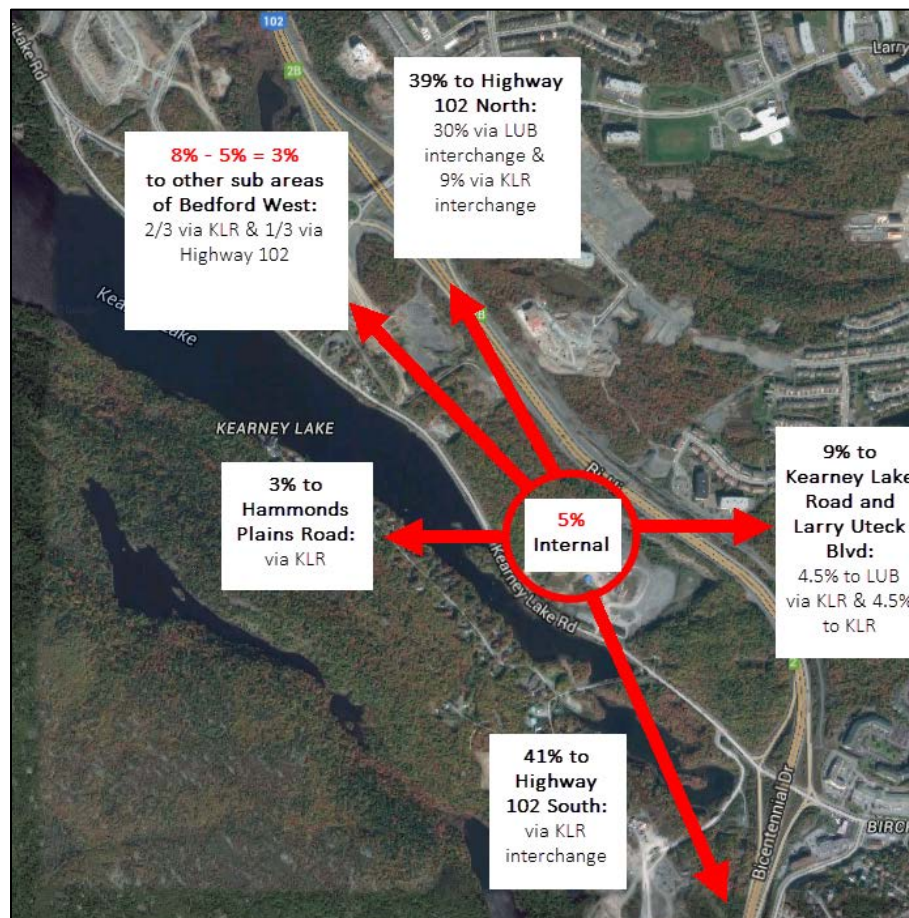 102
2B
Lake Rd
Larry
39% to Highway
102 North:
30% via LUB
interchange &
9% via KLR
interchange
8% - 5% = 3%
to other sub areas
of Bedford West:
2/3 via KLR & 1/3 via
Highway 102
Lake
KEARNEY LAKE
3% to
Hammonds
Plains Road:
via KLR
5%
Internal
9% to
Kearney Lake
Road and
Larry Uteck
Blvd:
4.5% to LUB
via KLR & 4.5%
to KLR
Kearney Lake Rd
41% to
Highway
102 South:
via KLR
interchange
Bicentennial Dr
BIRC